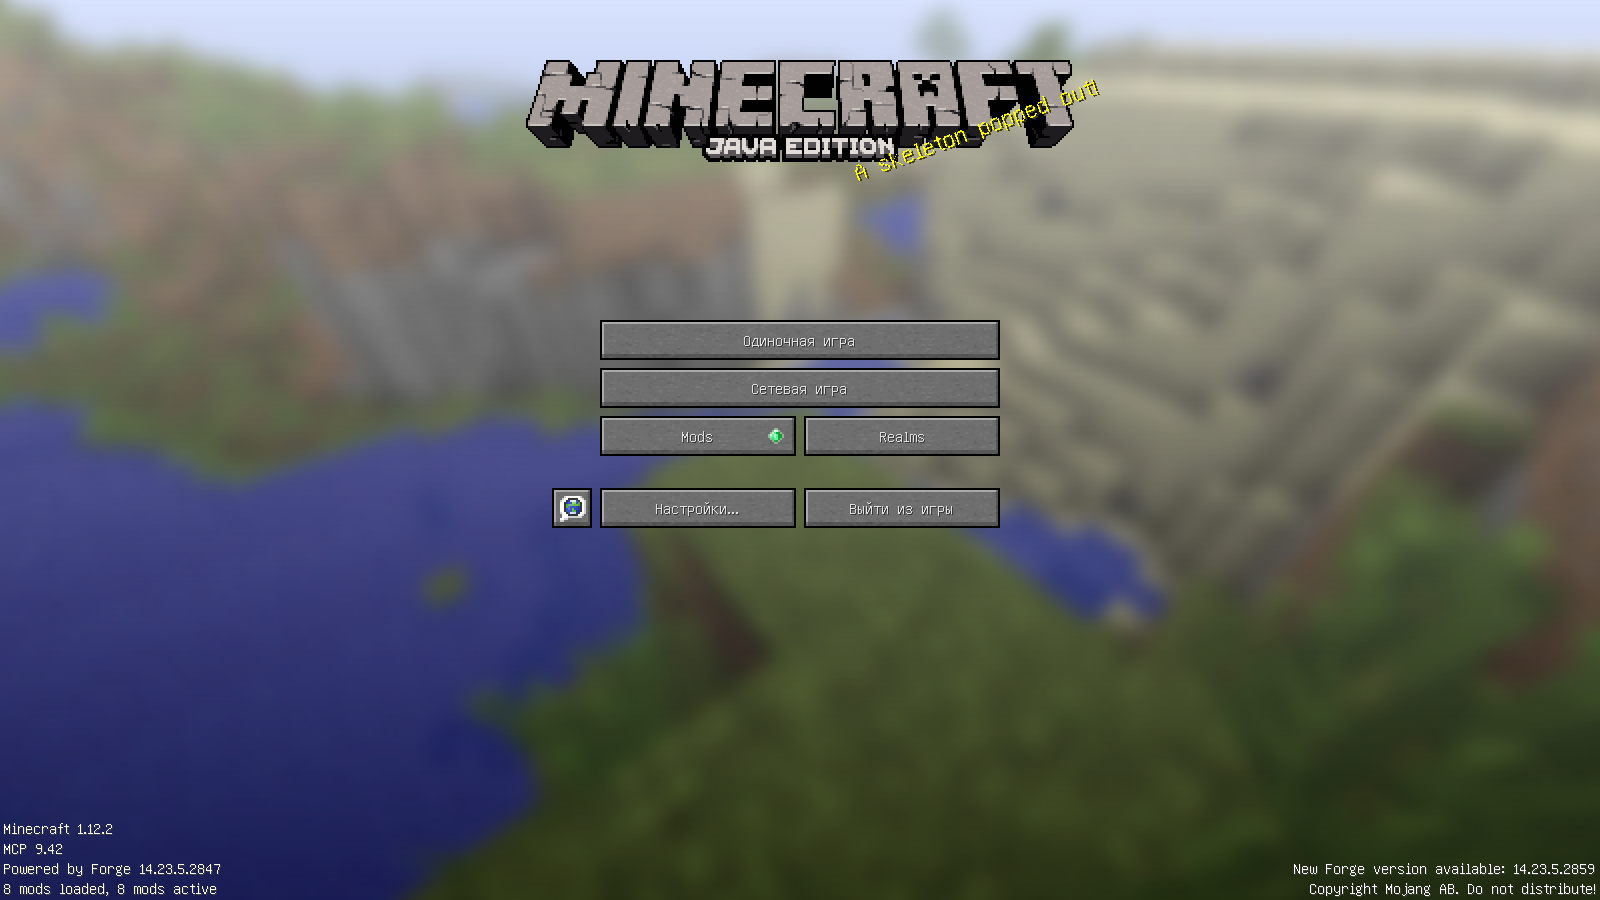 MINECRAFT
JAVA EDITION
A skeleton popped out!
Одиночная игра
Сетевая игра
Mods
Realms
Настройки...
Выйти из игры
Minecraft 1.12.2
MCP 9.42
Powered by Forge 14.23.5.2847
8 mods loaded, 8 mods active
New Forge version available: 14.23.5.2859
Copyright Mojang AB. Do not distribute!